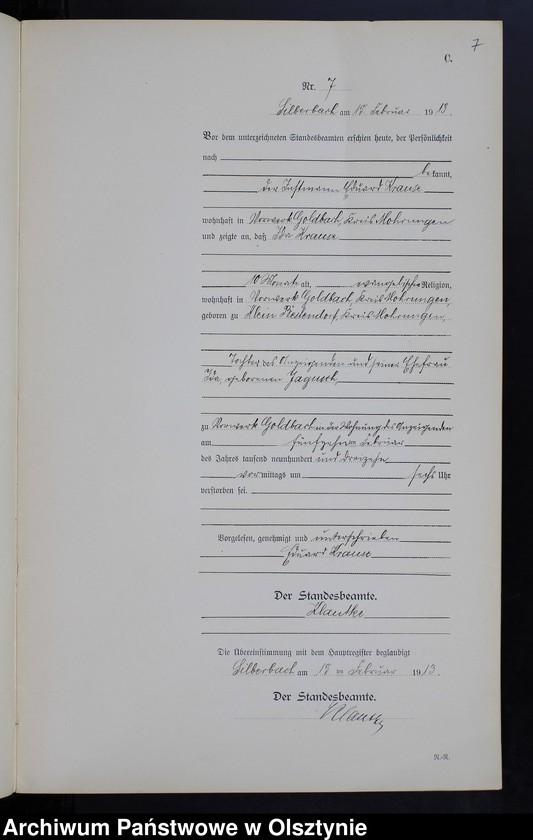 7
C.
Nr. 7
Silberbach am 18 Februar 1913.
Vor dem unterzeichneten Standesbeamten erschien heute, der Persönlichkeit
nach
bekannt,
der Instmann Eduard Krause
wohnhaft in Vorwerk Goldbach, Kreis Mohrungen
und zeigte an, daß Ida Krause
10 Monat alt, evangelischer Religion,
wohnhaft in Vorwerk Goldbach, Kreis Mohrungen,
geboren zu Klein Kreis Mohrungen,
Tochter des Anzeigenden und seiner Ehefrau
Ida, geborenen
zu Vorwerk Goldbach in der Wohnung des Anzeigenden
am fünfzehn Februar
des Jahres tausend neunhundert und dreizehn
vormittags um sechs Uhr
verstorben sei.
Vorgelesen, genehmigt und unterschrieben
Eduard Krause
Der Standesbeamte.
Klautke
Die Übereinstimmung mit dem Hauptregister beglaubigt
Silberbach am 18 Februar 1913.
Der Standesbeamte.
Klautke
R.-R.
Archiwum Państwowe w Olsztynie